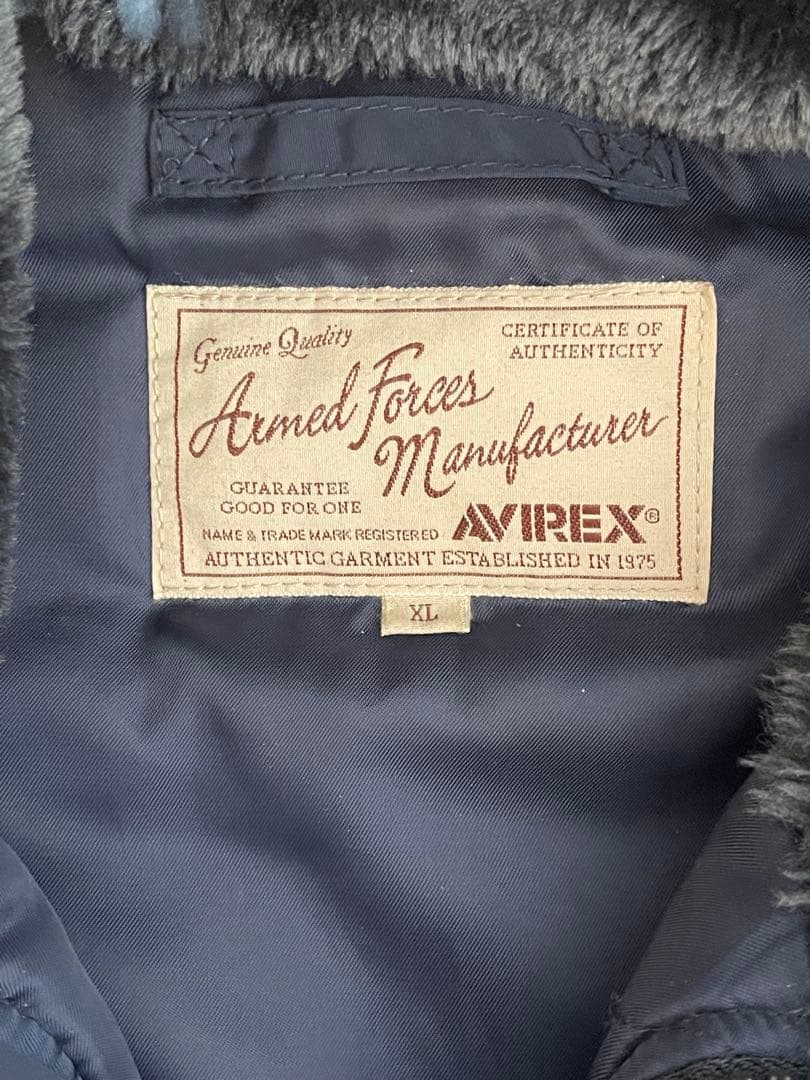 Genuine Quality
CERTIFICATE OF
AUTHENTICITY
Armed Forces
Manufacturer
GUARANTEE
GOOD FOR ONE
NAME & TRADE MARK REGISTERED
AVIREX®
AUTHENTIC GARMENT ESTABLISHED IN 1975
XL